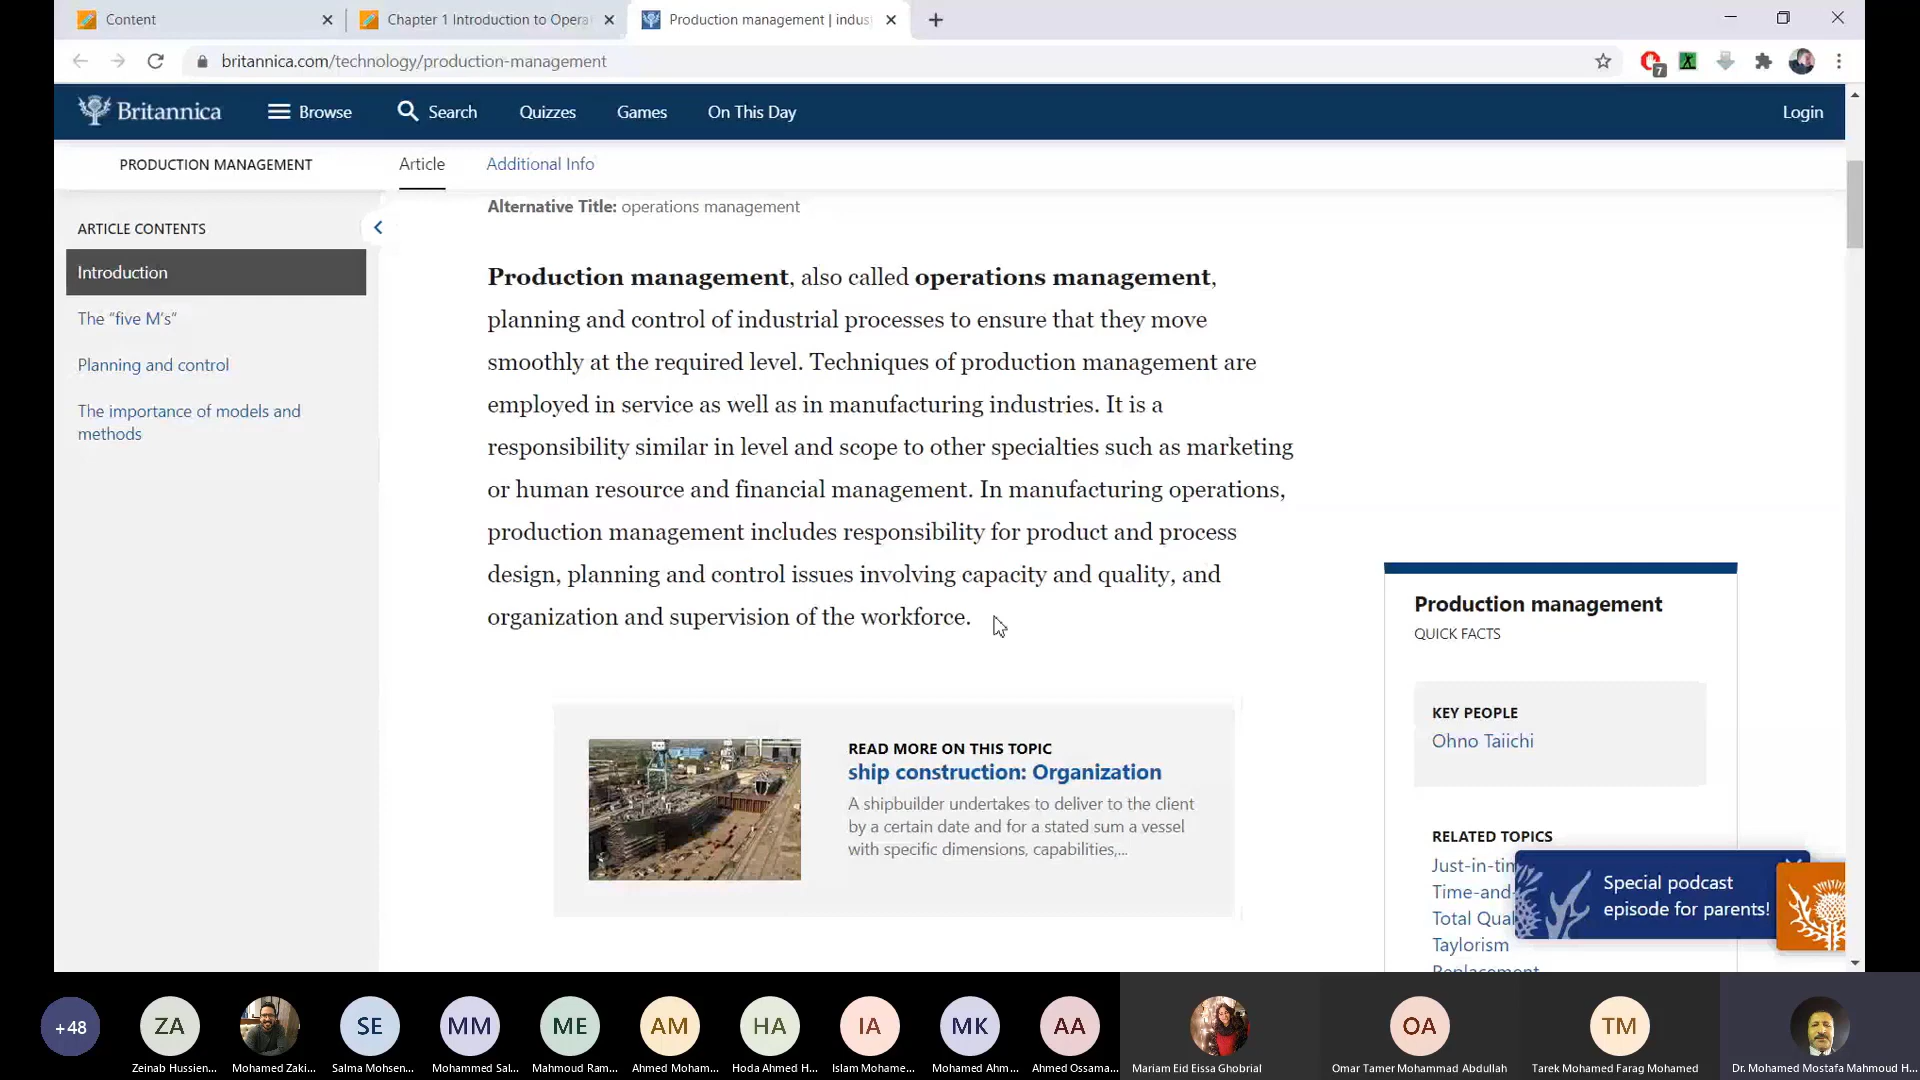 Content
Chapter 1 Introduction to Opera
Production management | indus
britannica.com/technology/production-management
7
Britannica
Browse
Search
Quizzes
Games
On This Day
Login
PRODUCTION MANAGEMENT
Article
Additional Info
ARTICLE CONTENTS
Introduction
The "five M's"
Planning and control
The importance of models and
methods
Alternative Title: operations management
Production management, also called operations management,
planning and control of industrial processes to ensure that they move
smoothly at the required level. Techniques of production management are
employed in service as well as in manufacturing industries. It is a
responsibility similar in level and scope to other specialties such as marketing
or human resource and financial management. In manufacturing operations,
production management includes responsibility for product and process
design, planning and control issues involving capacity and quality, and
organization and supervision of the workforce.
READ MORE ON THIS TOPIC
ship construction: Organization
A shipbuilder undertakes to deliver to the client
by a certain date and for a stated sum a vessel
with specific dimensions, capabilities,...
Production management
QUICK FACTS
KEY PEOPLE
Ohno Taiichi
RELATED TOPICS
Just-in-tim
Time-and-
Total Qual
Taylorism
Replacement
Special podcast
episode for parents!
+48
ZA
SE
MM
ME
AM
HA
IA
MK
AA
OA
TM
Zeinab Hussien...
Mohamed Zaki...
Salma Mohsen...
Mohammed Sal...
Mahmoud Ram...
Ahmed Moham...
Hoda Ahmed H...
Islam Mohame...
Mohamed Ahm...
Ahmed Ossama...
Mariam Eid Eissa Ghobrial
Omar Tamer Mohammad Abdullah
Tarek Mohamed Farag Mohamed
Dr. Mohamed Mostafa Mahmoud H...